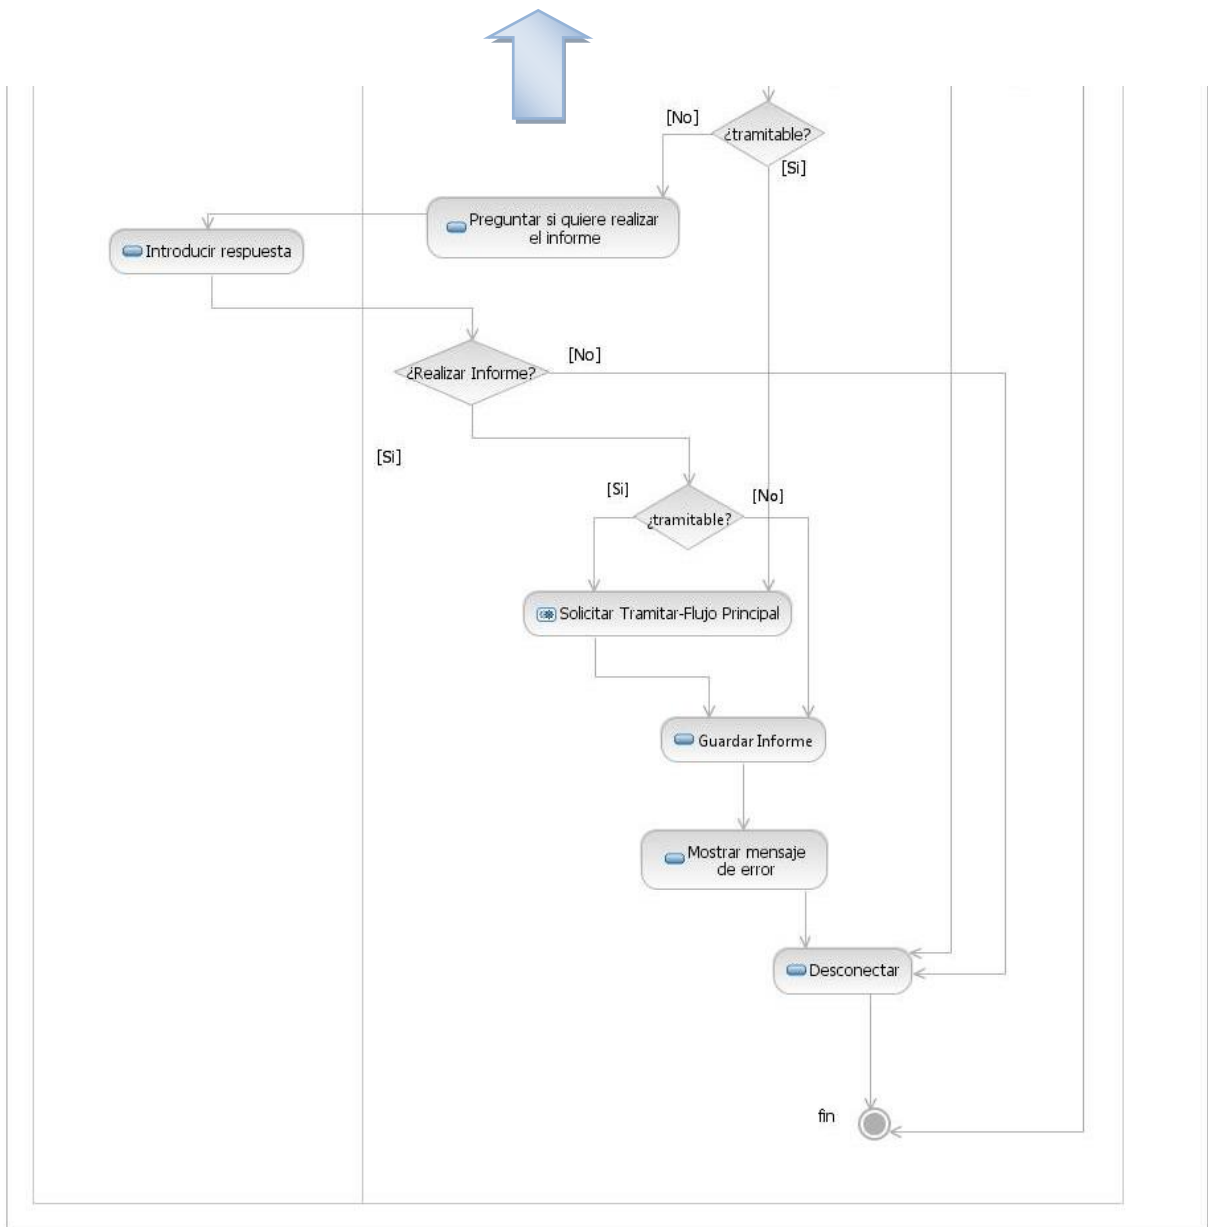 [No]
¿tramitable?
[Si]
Preguntar si quiere realizar
el informe
Introducir respuesta
[No]
¿Realizar Informe?
[Si]
[Si]
[No]
¿tramitable?
Solicitar Tramitar-Flujo Principal
Guardar Informe
Mostrar mensaje
de error
Desconectar
fin